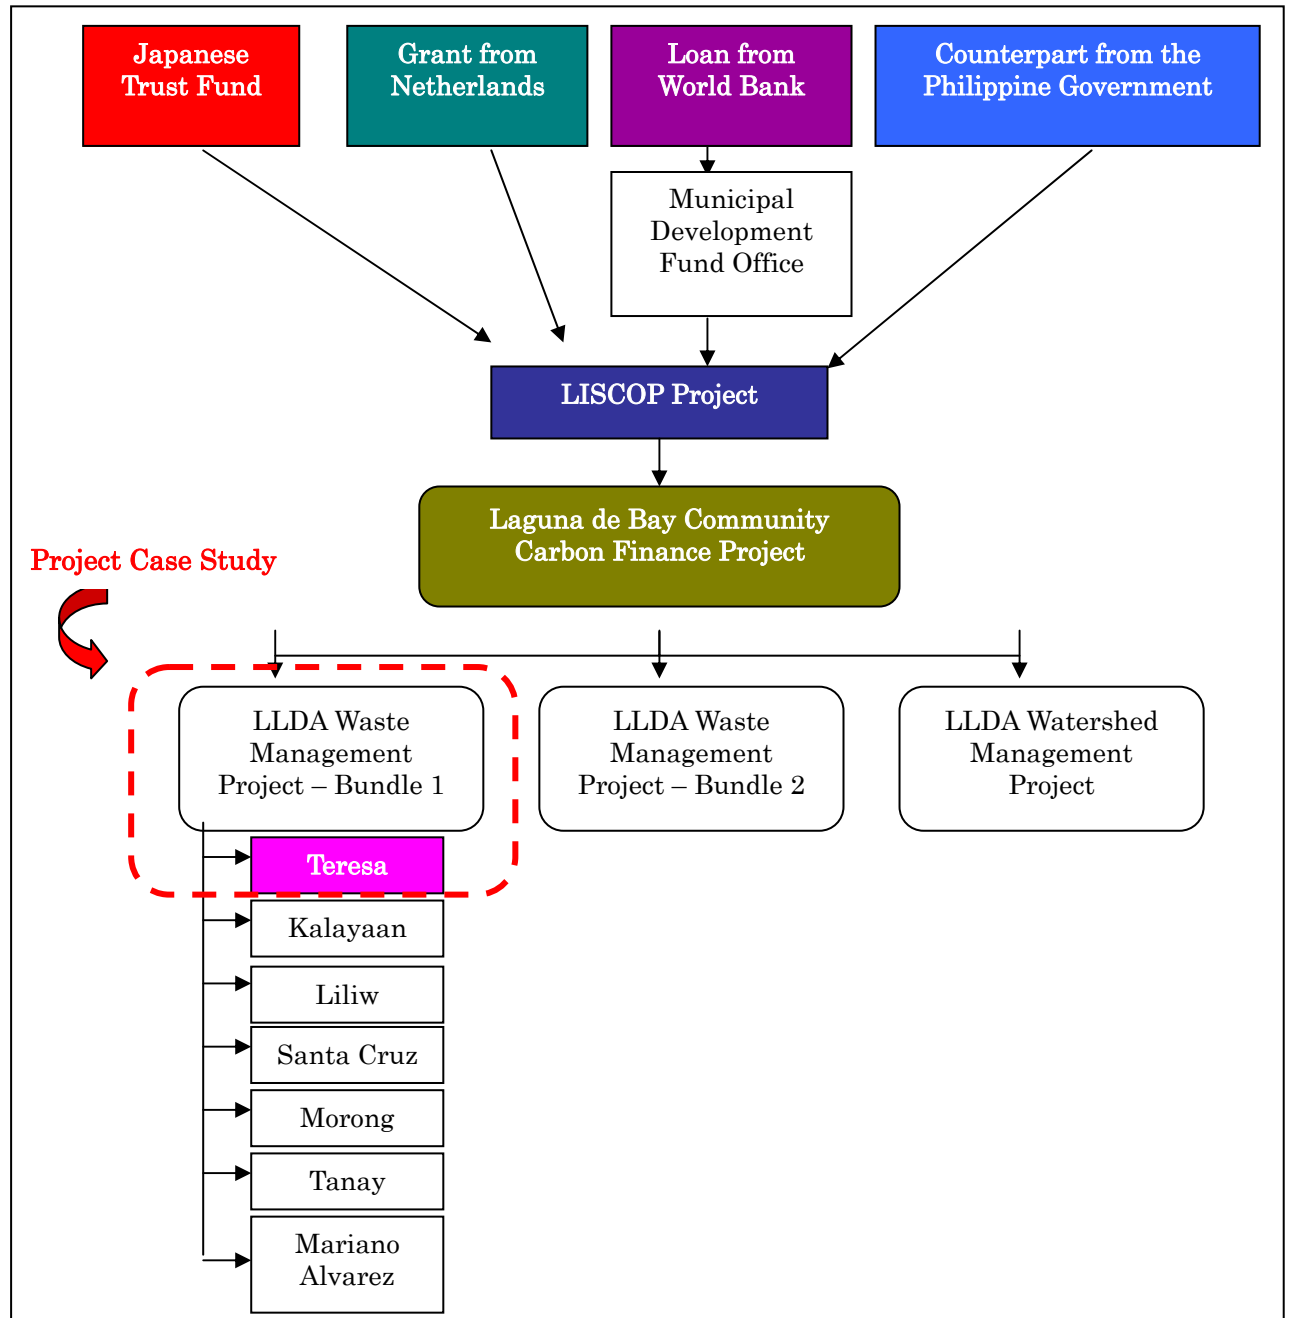 Japanese
Trust Fund
Grant from
Netherlands
Loan from
World Bank
Counterpart from the
Philippine Government
Municipal
Development
Fund Office
LISCOP Project
Laguna de Bay Community
Carbon Finance Project
Project Case Study
LLDA Waste
Management
Project – Bundle 1
LLDA Waste
Management
Project – Bundle 2
LLDA Watershed
Management
Project
Teresa
Kalayaan
Liliw
Santa Cruz
Morong
Tanay
Mariano
Alvarez